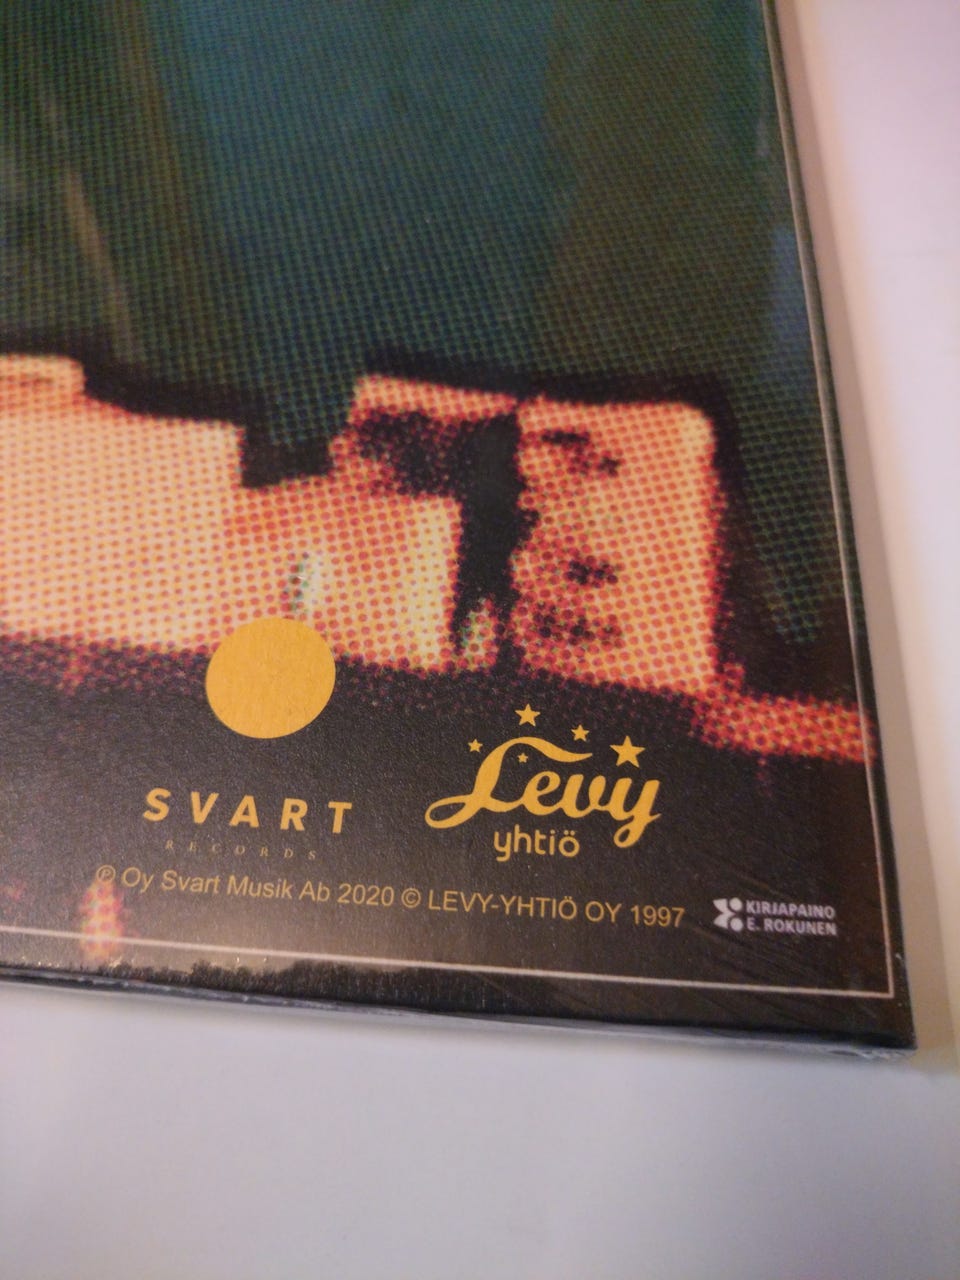 SVART
RECORDS
Levy
yhtiö
℗ Oy Svart Musik Ab 2020 © LEVY-YHTIÖ OY 1997
KIRJAPAINO
E. ROKUNEN